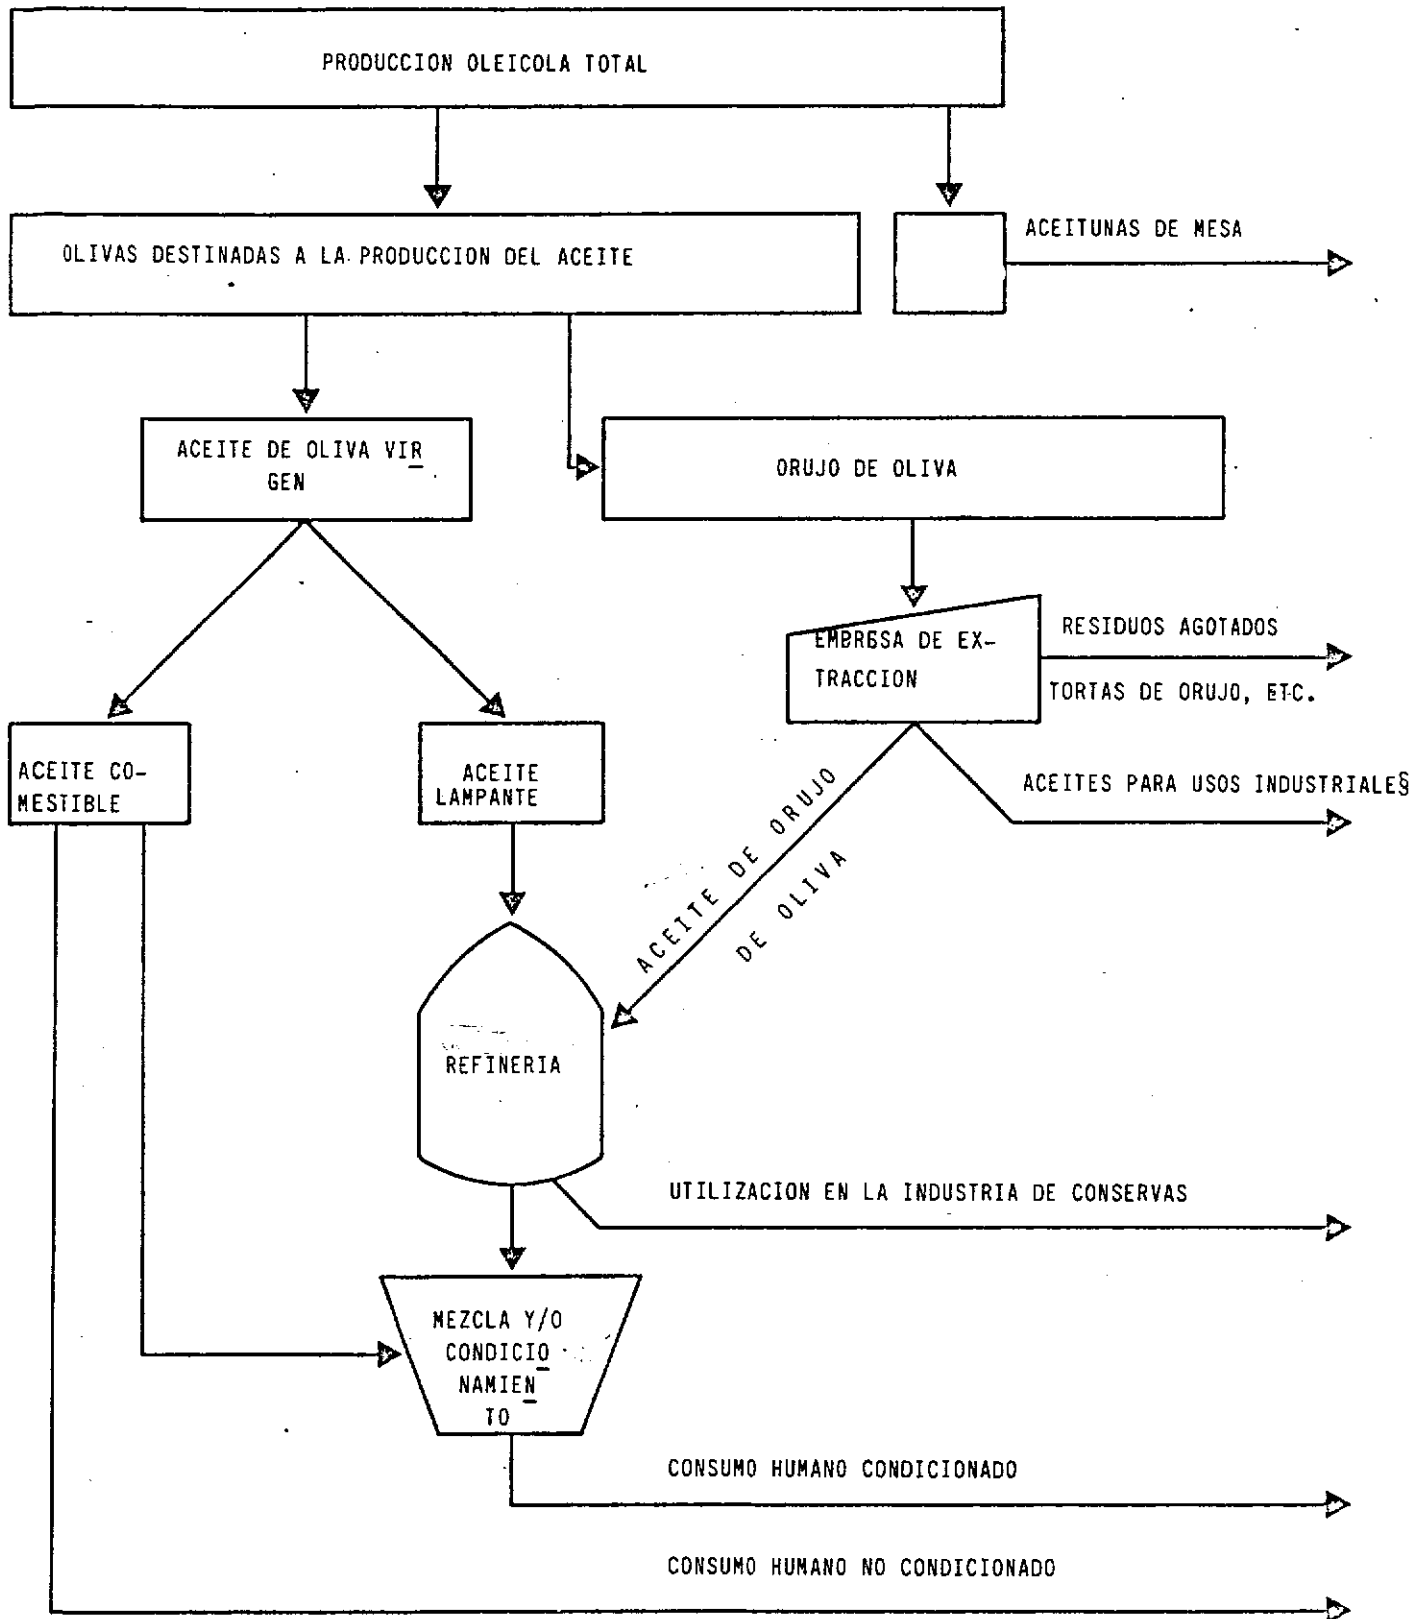 PRODUCCION OLEICOLA TOTAL
OLIVAS DESTINADAS A LA PRODUCCION DEL ACEITE
ACEITUNAS DE MESA
ACEITE DE OLIVA VIR
GEN
ORUJO DE OLIVA
EMBRGSA DE EX-
TRACCION
RESIDUOS AGOTADOS
TORTAS DE ORUJO, ETC.
ACEITE CO-
MESTIBLE
ACEITE
LAMPANTE
ACEITES PARA USOS INDUSTRIALES
ACEITE DE ORUJO
DE OLIVA
REFINERIA
UTILIZACION EN LA INDUSTRIA DE CONSERVAS
MEZCLA Y/O
CONDICIO
NAMIEN
TO
CONSUMO HUMANO CONDICIONADO
CONSUMO HUMANO NO CONDICIONADO